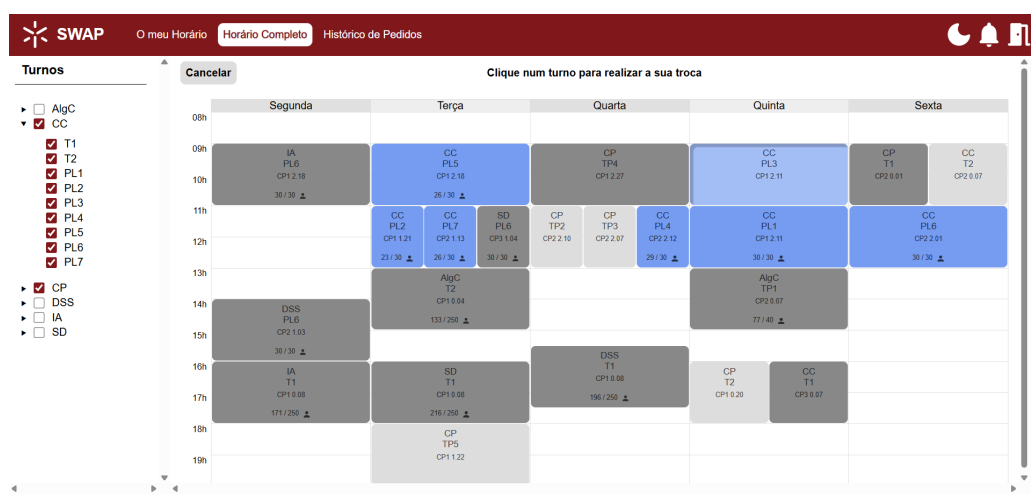 SWAP
O meu Horário
Horário Completo
Histórico de Pedidos
Turnos
AlgC
CC
T1
T2
PL1
PL2
PL3
PL4
PL5
PL6
PL7
CP
DSS
IA
SD
Cancelar
Clique num turno para realizar a sua troca
Segunda
Terça
Quarta
Quinta
Sexta
08h
09h
10h
11h
12h
13h
14h
15h
16h
17h
18h
19h
IA
PL6
CP1 2.18
30 / 30
DSS
PL6
CP2 1.03
30 / 30
IA
T1
CP1 0.08
171 / 250
CC
PL5
CP1 2.18
26 / 30
CC
PL2
CP1 1.21
23 / 30
CC
PL7
CP2 1.13
26 / 30
SD
PL6
CP3 1.04
30 / 30
AlgC
T2
CP1 0.04
133 / 250
SD
T1
CP1 0.08
216 / 250
CP
TP5
CP1 1.22
CP
TP4
CP1 2.27
CP
TP2
CP2 2.10
CP
TP3
CP2 2.07
CC
PL4
CP2 2.12
29 / 30
DSS
T1
CP1 0.08
196 / 250
CC
PL3
CP1 2.11
CC
PL1
CP1 2.11
30 / 30
AlgC
TP1
CP2 0.07
77 / 40
CP
T2
CP1 0.20
CC
T1
CP3 0.07
CP
T1
CP2 0.01
CC
T2
CP2 0.07
CC
PL6
CP2 2.01
30 / 30